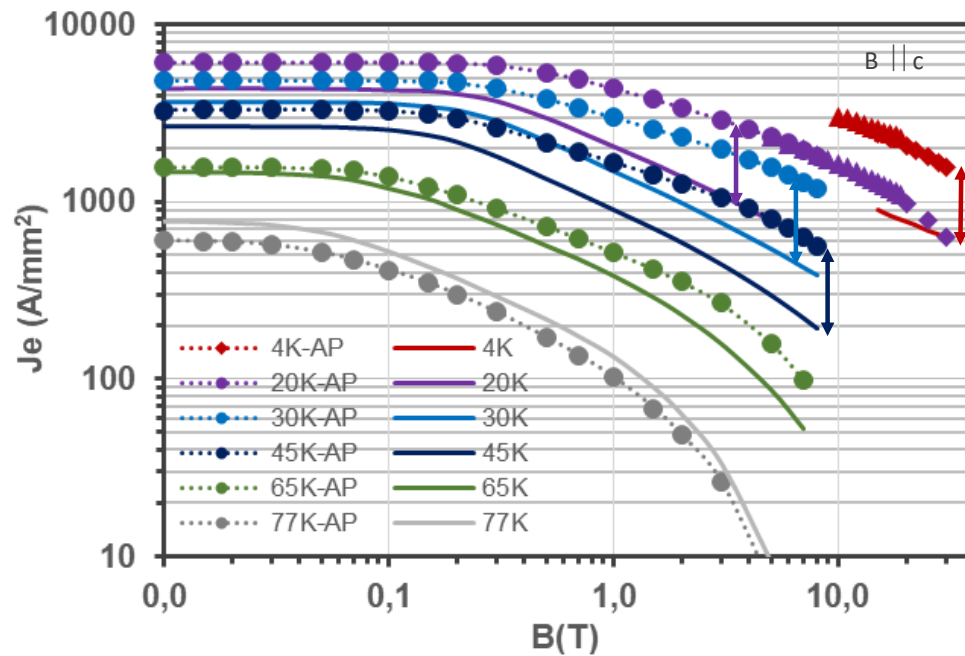 10000
B || c
1000
Je (A/mm²)
4K-AP 4K
20K-AP 20K
30K-AP 30K
100
45K-AP 45K
65K-AP 65K
77K-AP 77K
10
0,0 0,1 1,0 10,0
B(T)